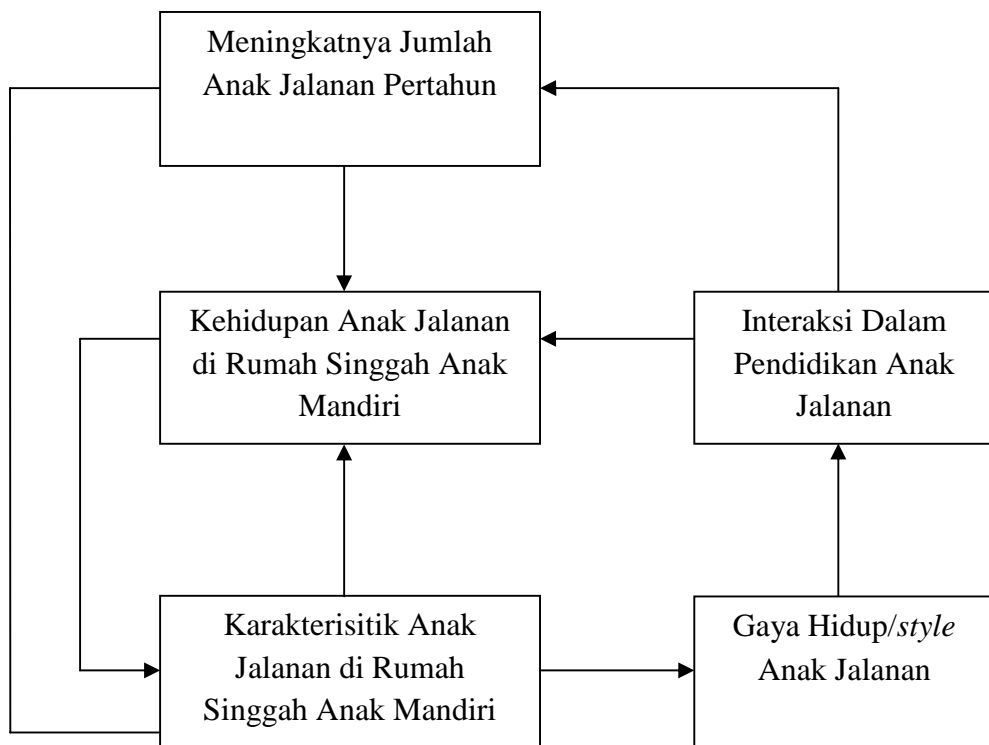 Meningkatnya Jumlah
Anak Jalanan Pertahun
Kehidupan Anak Jalanan
di Rumah Singgah Anak
Mandiri
Interaksi Dalam
Pendidikan Anak
Jalanan
Karakterisitik Anak
Jalanan di Rumah
Singgah Anak Mandiri
Gaya Hidup/style
Anak Jalanan